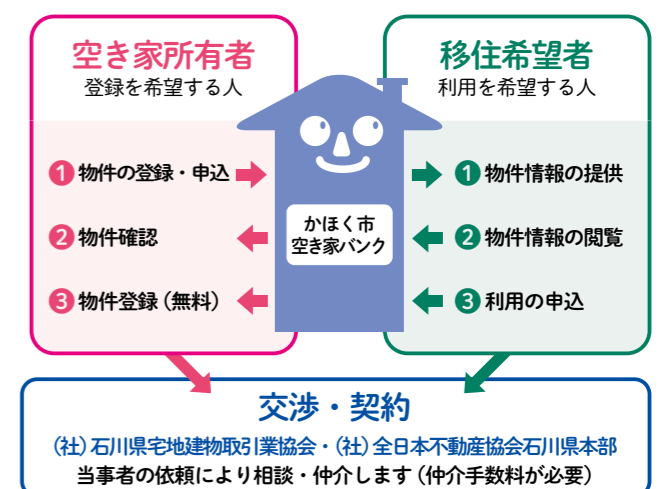 空き家所有者
登録を希望する人
❶物件の登録・申込
❷物件確認
❸物件登録（無料）
かほく市
空き家バンク
移住希望者
利用を希望する人
❶物件情報の提供
❷物件情報の閲覧
❸利用の申込
交渉・契約
（社）石川県宅地建物取引業協会・（社）全日本不動産協会石川県本部
当事者の依頼により相談・仲介します（仲介手数料が必要）